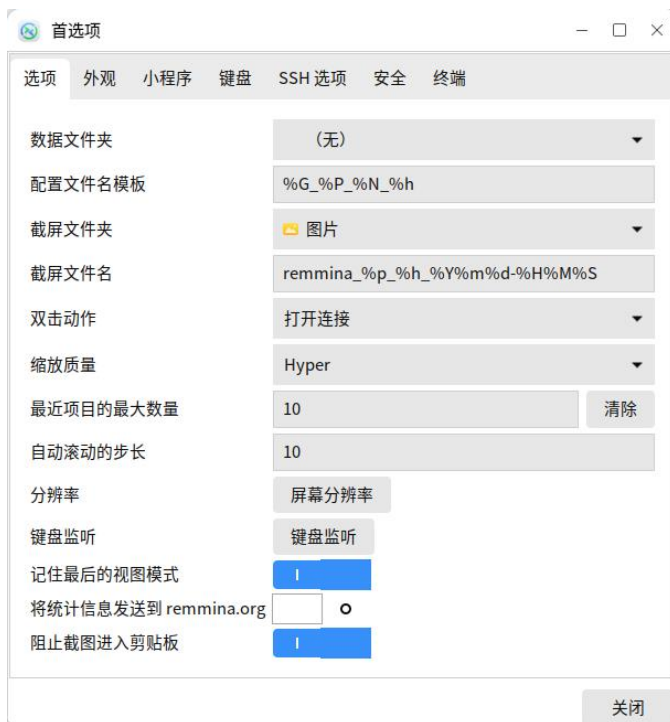 首选项
选项 外观 小程序 键盘 SSH 选项 安全 终端
数据文件夹 （无）
配置文件名模板 %G_%P_%N_%h
截屏文件夹 图片
截屏文件名 remmina_%p_%h_%Y%m%d-%H%M%S
双击动作 打开连接
缩放质量 Hyper
最近项目的最大数量 10 清除
自动滚动的步长 10
分辨率 屏幕分辨率
键盘监听 键盘监听
记住最后的视图模式
将统计信息发送到 remmina.org
阻止截图进入剪贴板
关闭